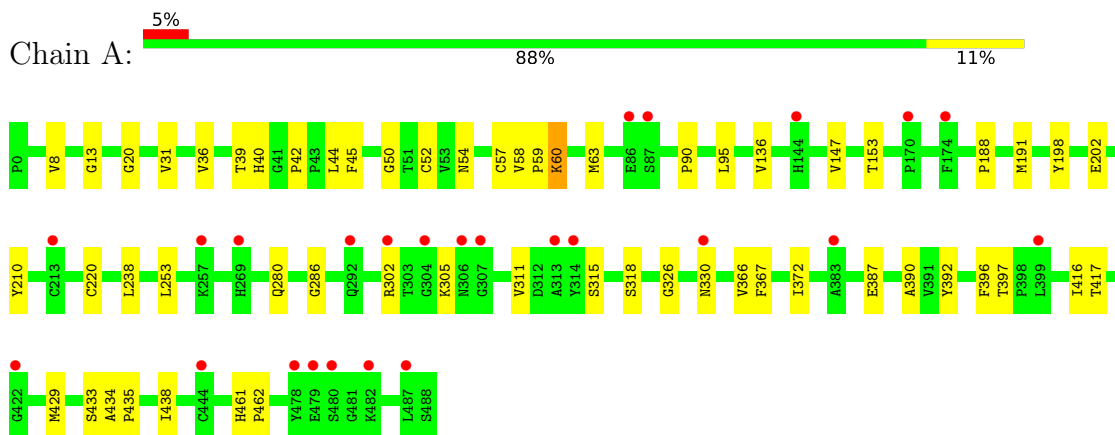 5%
Chain A:
88% 11%
P0 V8 G13 G20 V31 V36 T39 H40 G41 P42 P43 L44 F45 G50 T51 C52 V53 N54 C57 V58 P59 K60 M63 E86 S87 P90 L95 V136 H144 V147 T153 P170 F174 P188 M191 Y198 E202
Y210 C213 C220 L238 L253 K257 H269 Q280 G286 Q292 R302 T303 G304 K305 N306 G307 V311 D312 A313 Y314 S315 S318 G326 N330 V366 F367 I372 A383 E387 A390 V391 Y392 F396 T397 P398 L399 I416 T417
G422 M429 S433 A434 P435 I438 C444 H461 P462 Y478 E479 S480 G481 K482 L487 S488